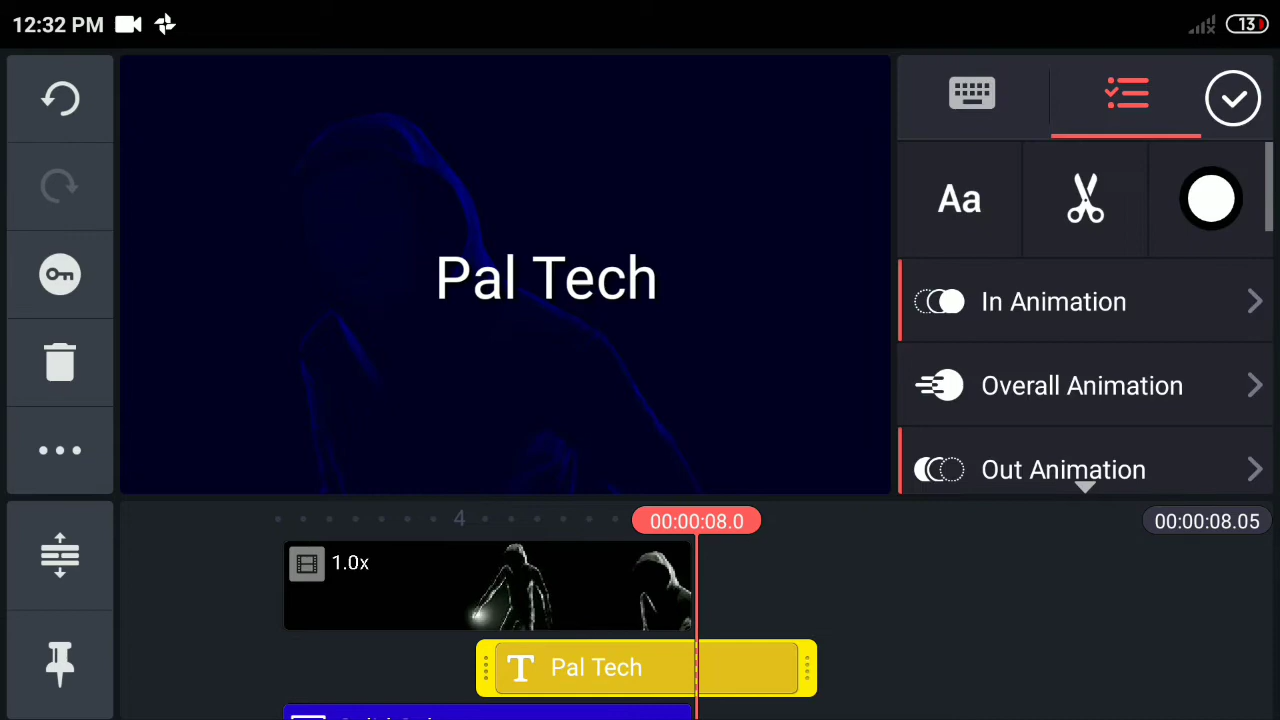 12:32 PM
13
Aa
Pal Tech
In Animation
Overall Animation
Out Animation
4
00:00:08.0
00:00:08.05
1.0x
T Pal Tech